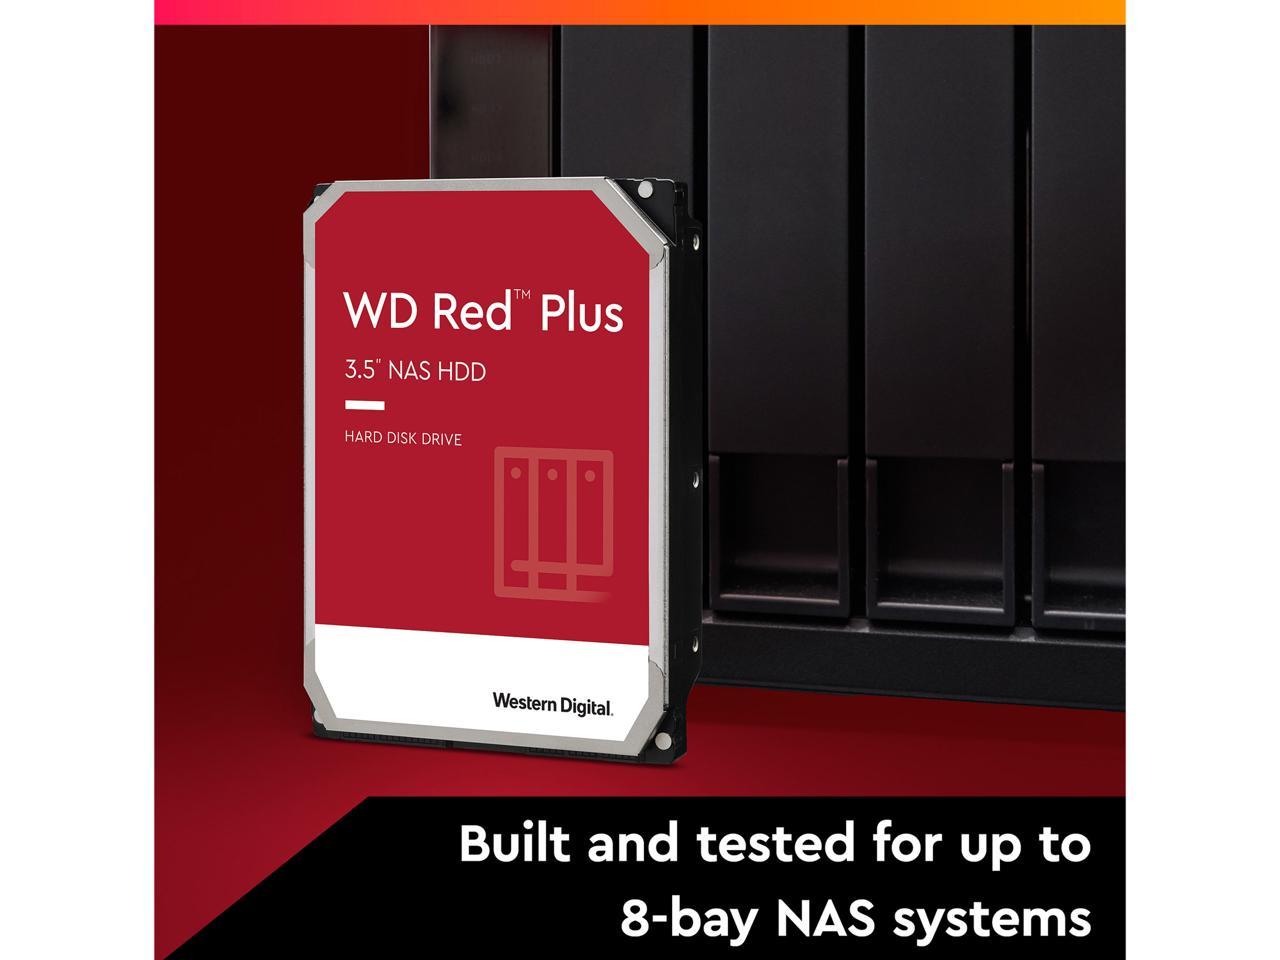 WD Red™ Plus
3.5" NAS HDD
HARD DISK DRIVE
Western Digital.
Built and tested for up to
8-bay NAS systems